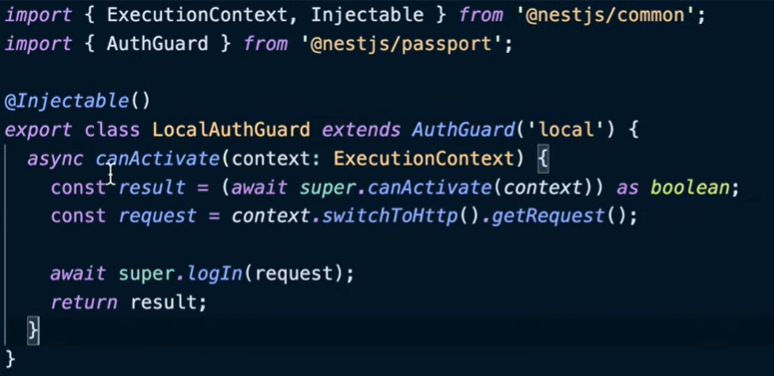 import { ExecutionContext, Injectable } from '@nestjs/common';
import { AuthGuard } from '@nestjs/passport';
@Injectable()
export class LocalAuthGuard extends AuthGuard('local') {
async canActivate(context: ExecutionContext) {
const result = (await super.canActivate(context)) as boolean;
const request = context.switchToHttp().getRequest();
await super.logIn(request);
return result;
}
}